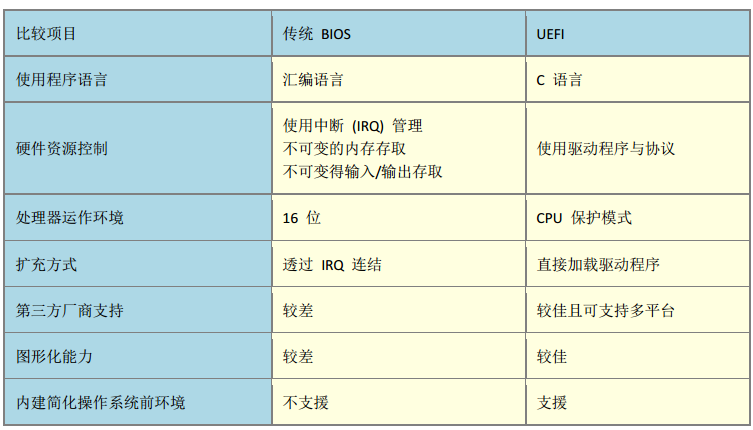 比较项目 传统 BIOS UEFI
使用程序语言 汇编语言 C 语言
使用中断 (IRQ) 管理
硬件资源控制 不可变的内存存取 使用驱动程序与协议
不可变得输入/输出存取
处理器运作环境 16 位 CPU 保护模式
扩充方式 透过 IRQ 连结 直接加载驱动程序
第三方厂商支持 较差 较佳且可支持多平台
图形化能力 较差 较佳
内建简化操作系统前环境 不支援 支援